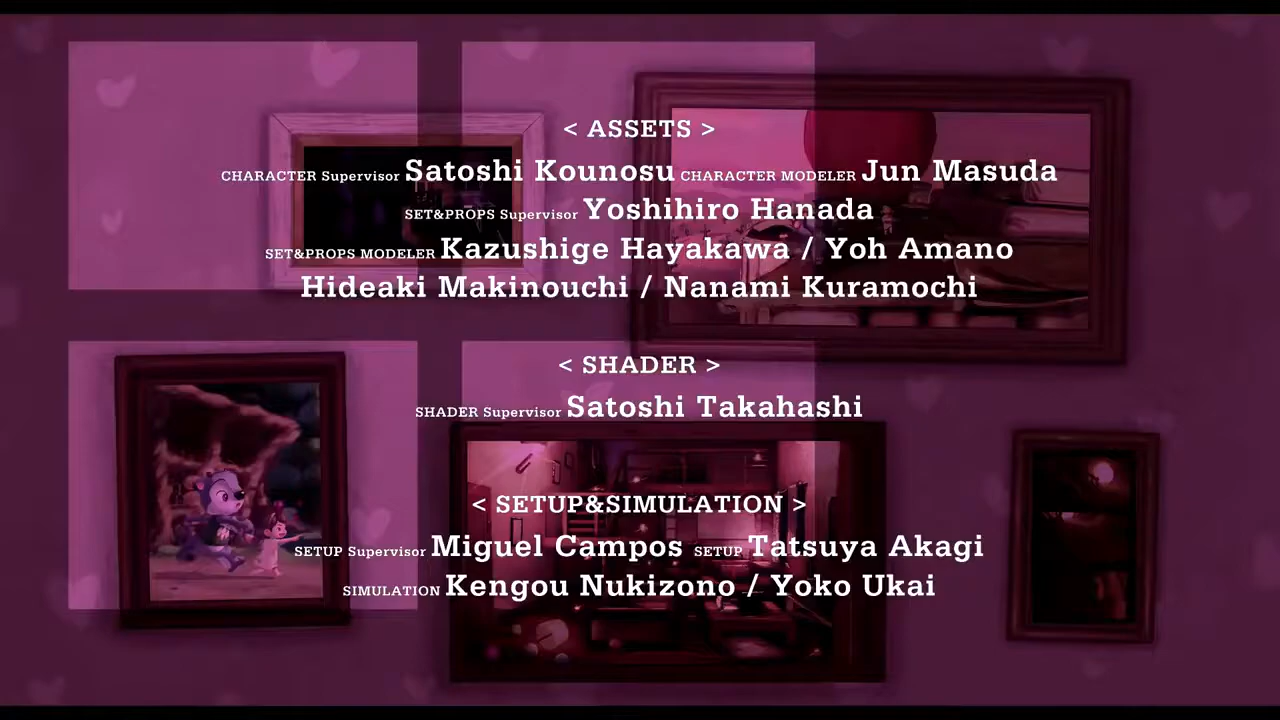 < ASSETS >
CHARACTER Supervisor Satoshi Kounosu CHARACTER MODELER Jun Masuda
SET&PROPS Supervisor Yoshihiro Hanada
SET&PROPS MODELER Kazushige Hayakawa / Yoh Amano
Hideaki Makinouchi / Nanami Kuramochi
< SHADER >
SHADER Supervisor Satoshi Takahashi
< SETUP&SIMULATION >
SETUP Supervisor Miguel Campos SETUP Tatsuya Akagi
SIMULATION Kengou Nukizono / Yoko Ukai